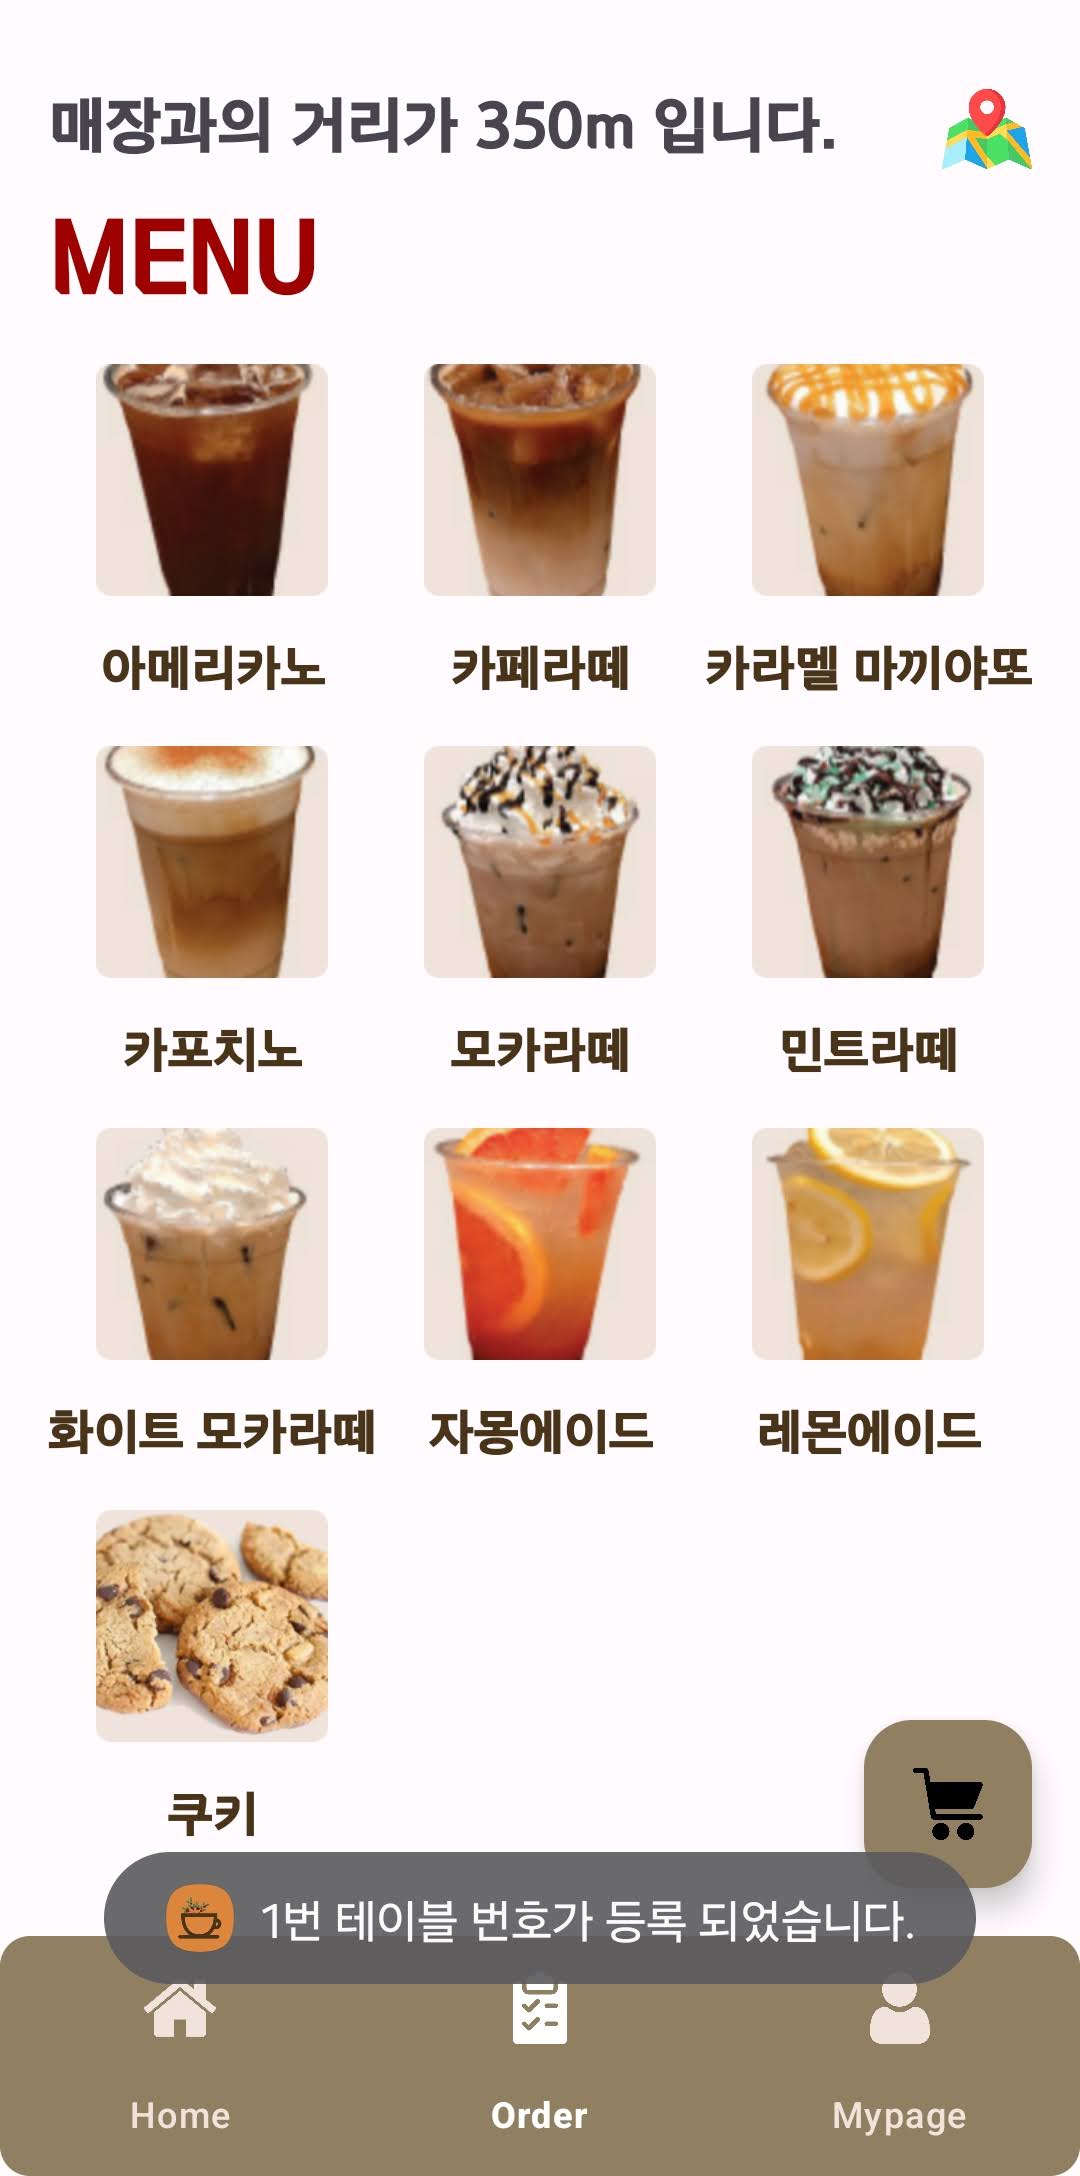 매장과의 거리가 350m 입니다.
MENU
아메리카노
카페라떼
카라멜 마끼야또
카포치노
모카라떼
민트라떼
화이트 모카라떼
자몽에이드
레몬에이드
쿠키
1번 테이블 번호가 등록 되었습니다.
Home
Order
Mypage